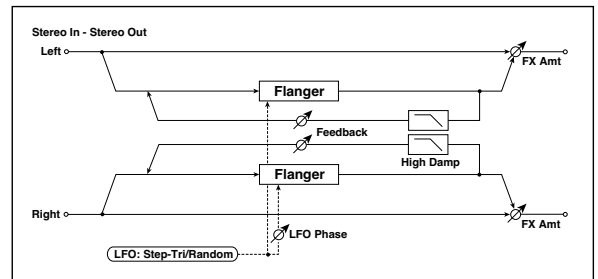 Stereo In - Stereo Out
Left
FX Amt
Flanger
Feedback
High Damp
Flanger
Right
FX Amt
LFO Phase
LFO: Step-Tri/Random